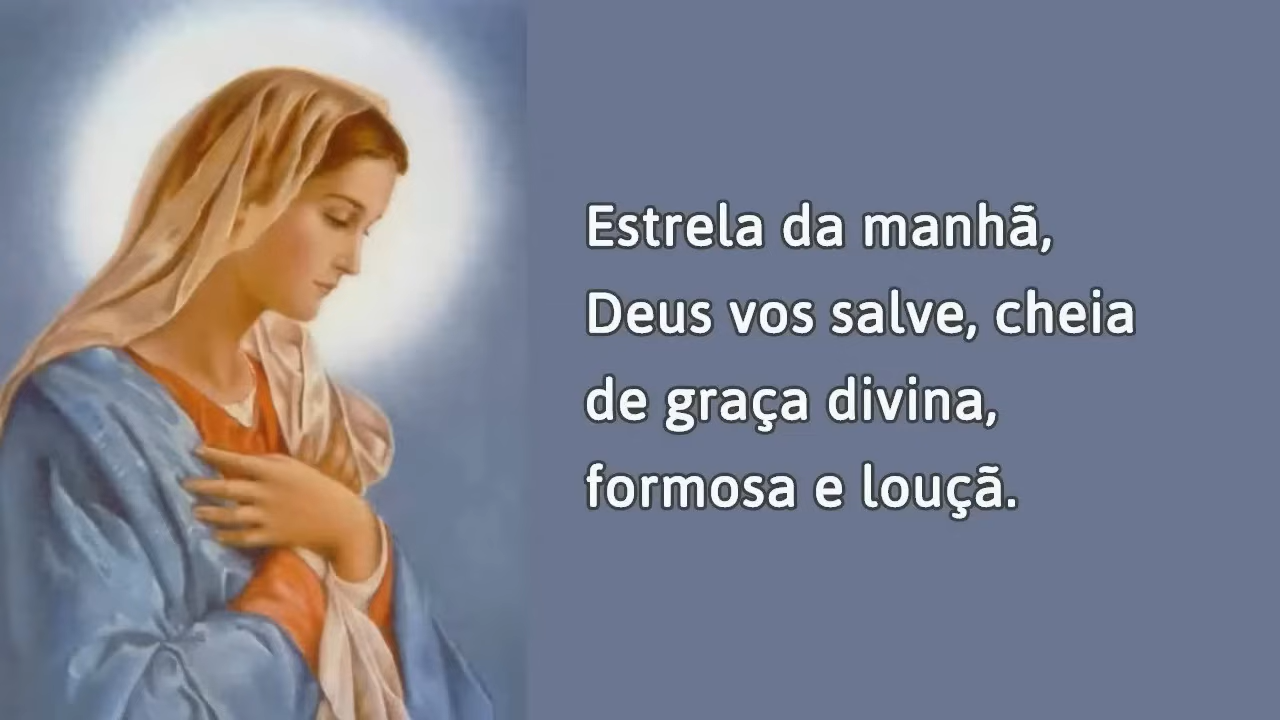 Estrela da manhã,
Deus vos salve, cheia
de graça divina,
formosa e louçã.